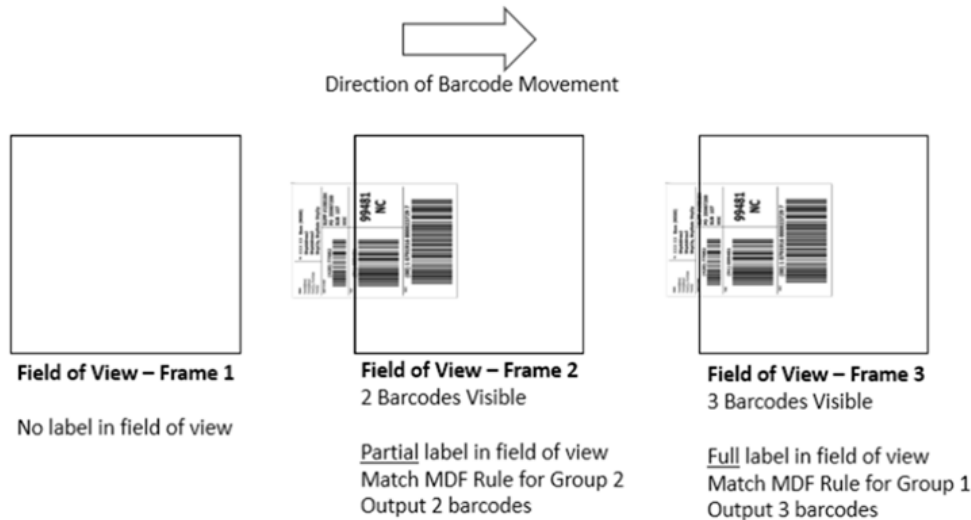 Direction of Barcode Movement
99481
NC
99481
NC
Field of View – Frame 1
No label in field of view
Field of View – Frame 2
2 Barcodes Visible
Partial label in field of view
Match MDF Rule for Group 2
Output 2 barcodes
Field of View – Frame 3
3 Barcodes Visible
Full label in field of view
Match MDF Rule for Group 1
Output 3 barcodes